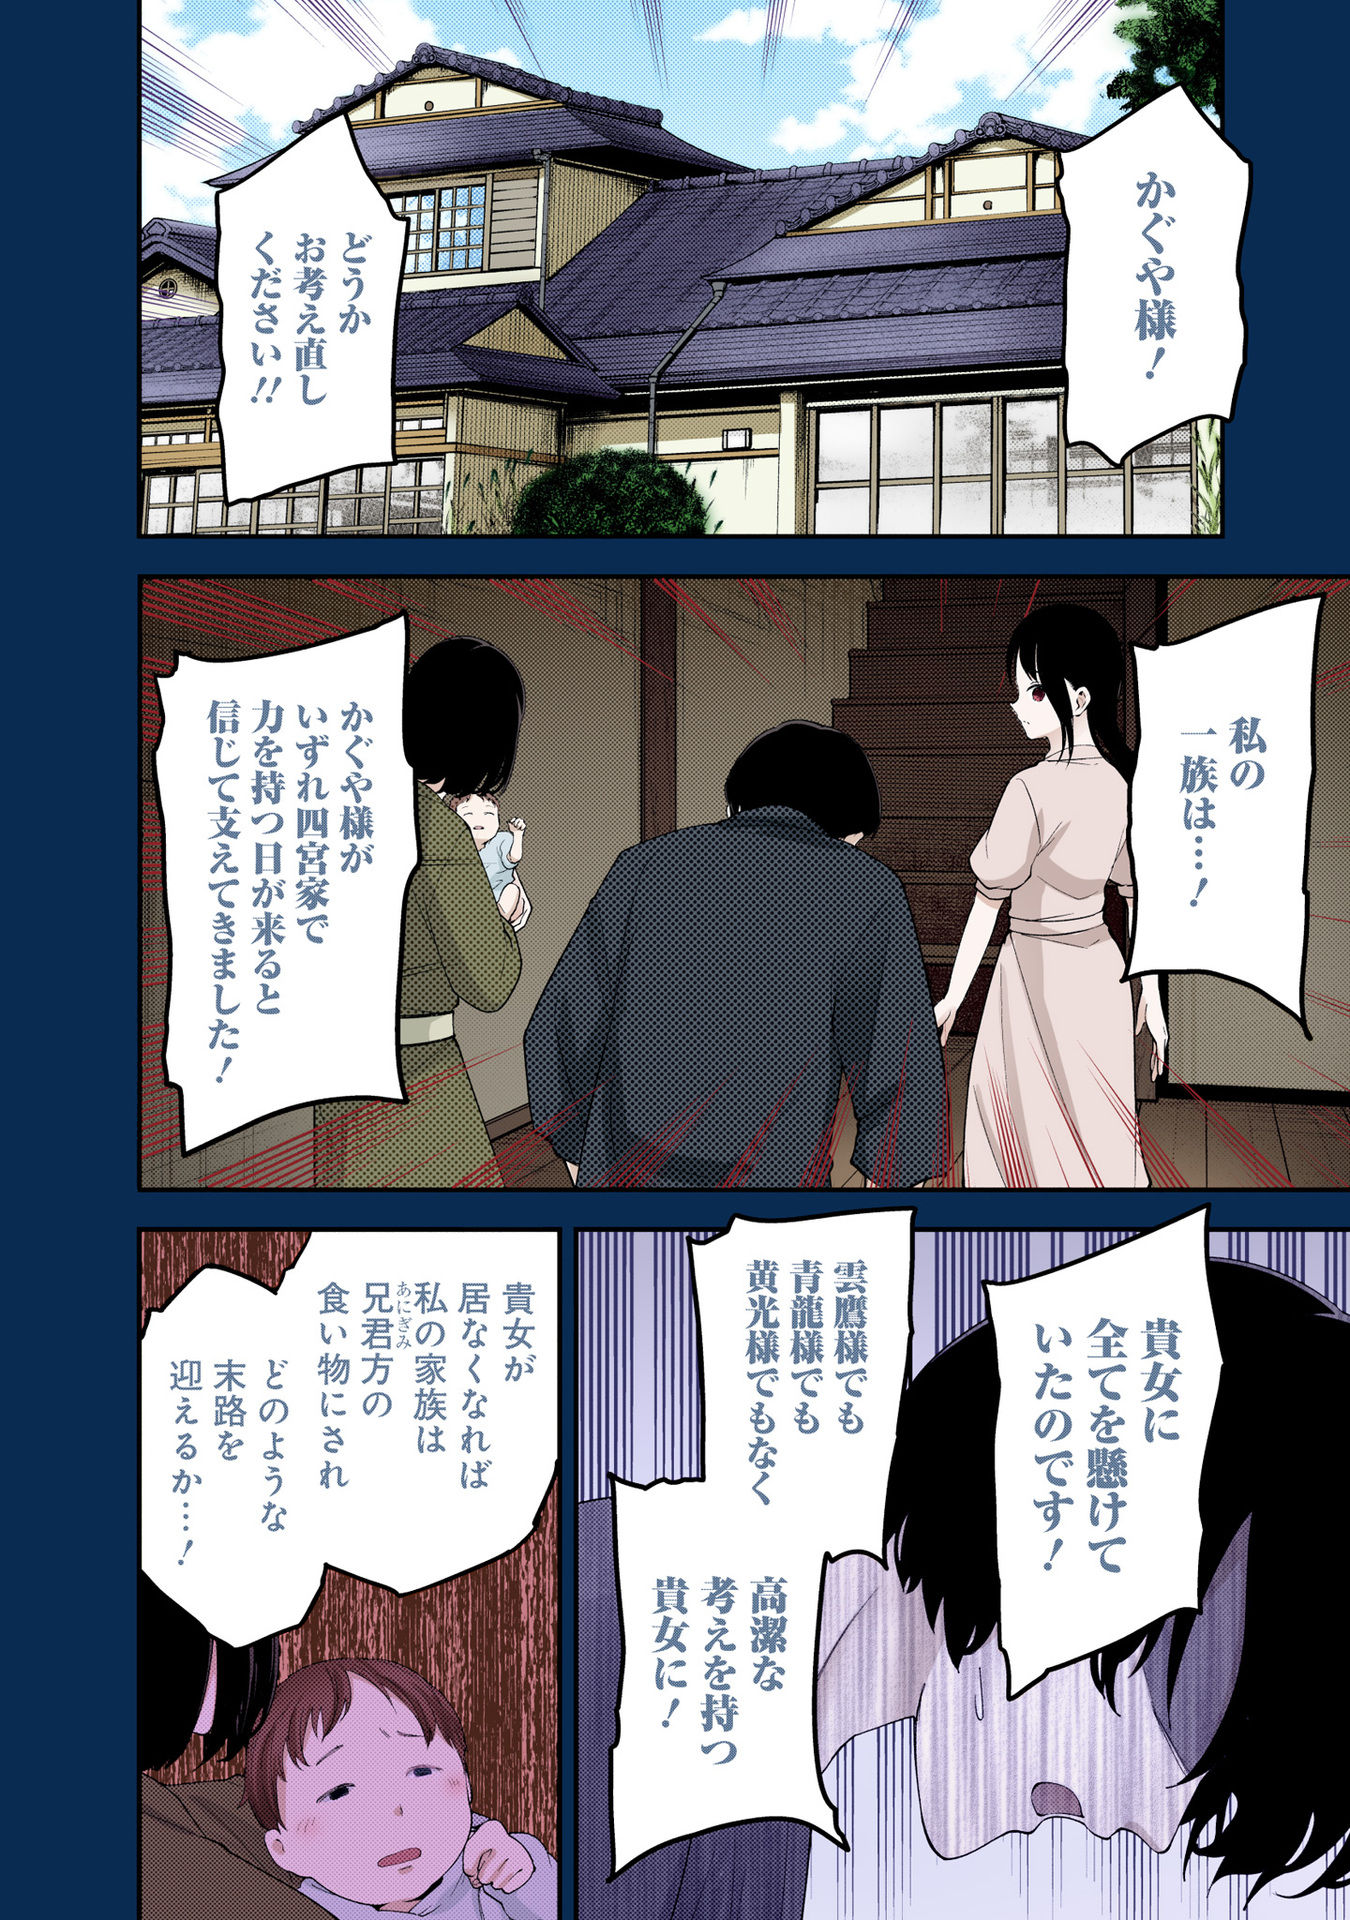 かぐや様!
どうか
お考え直し
ください!!
私の
一族は…!
かぐや様が
いずれ四宮家で
力を持つ日が来ると
信じて支えてきました!
貴女に
全てを懸けて
いたのです!
雲鷹様でも
青龍様でも
黄光様でもなく
高潔な
考えを持つ
貴女に!
貴女が
居なくなれば
私の家族は
兄君方の
あにぎみ
食い物にされ
どのような
末路を
迎えるか…!